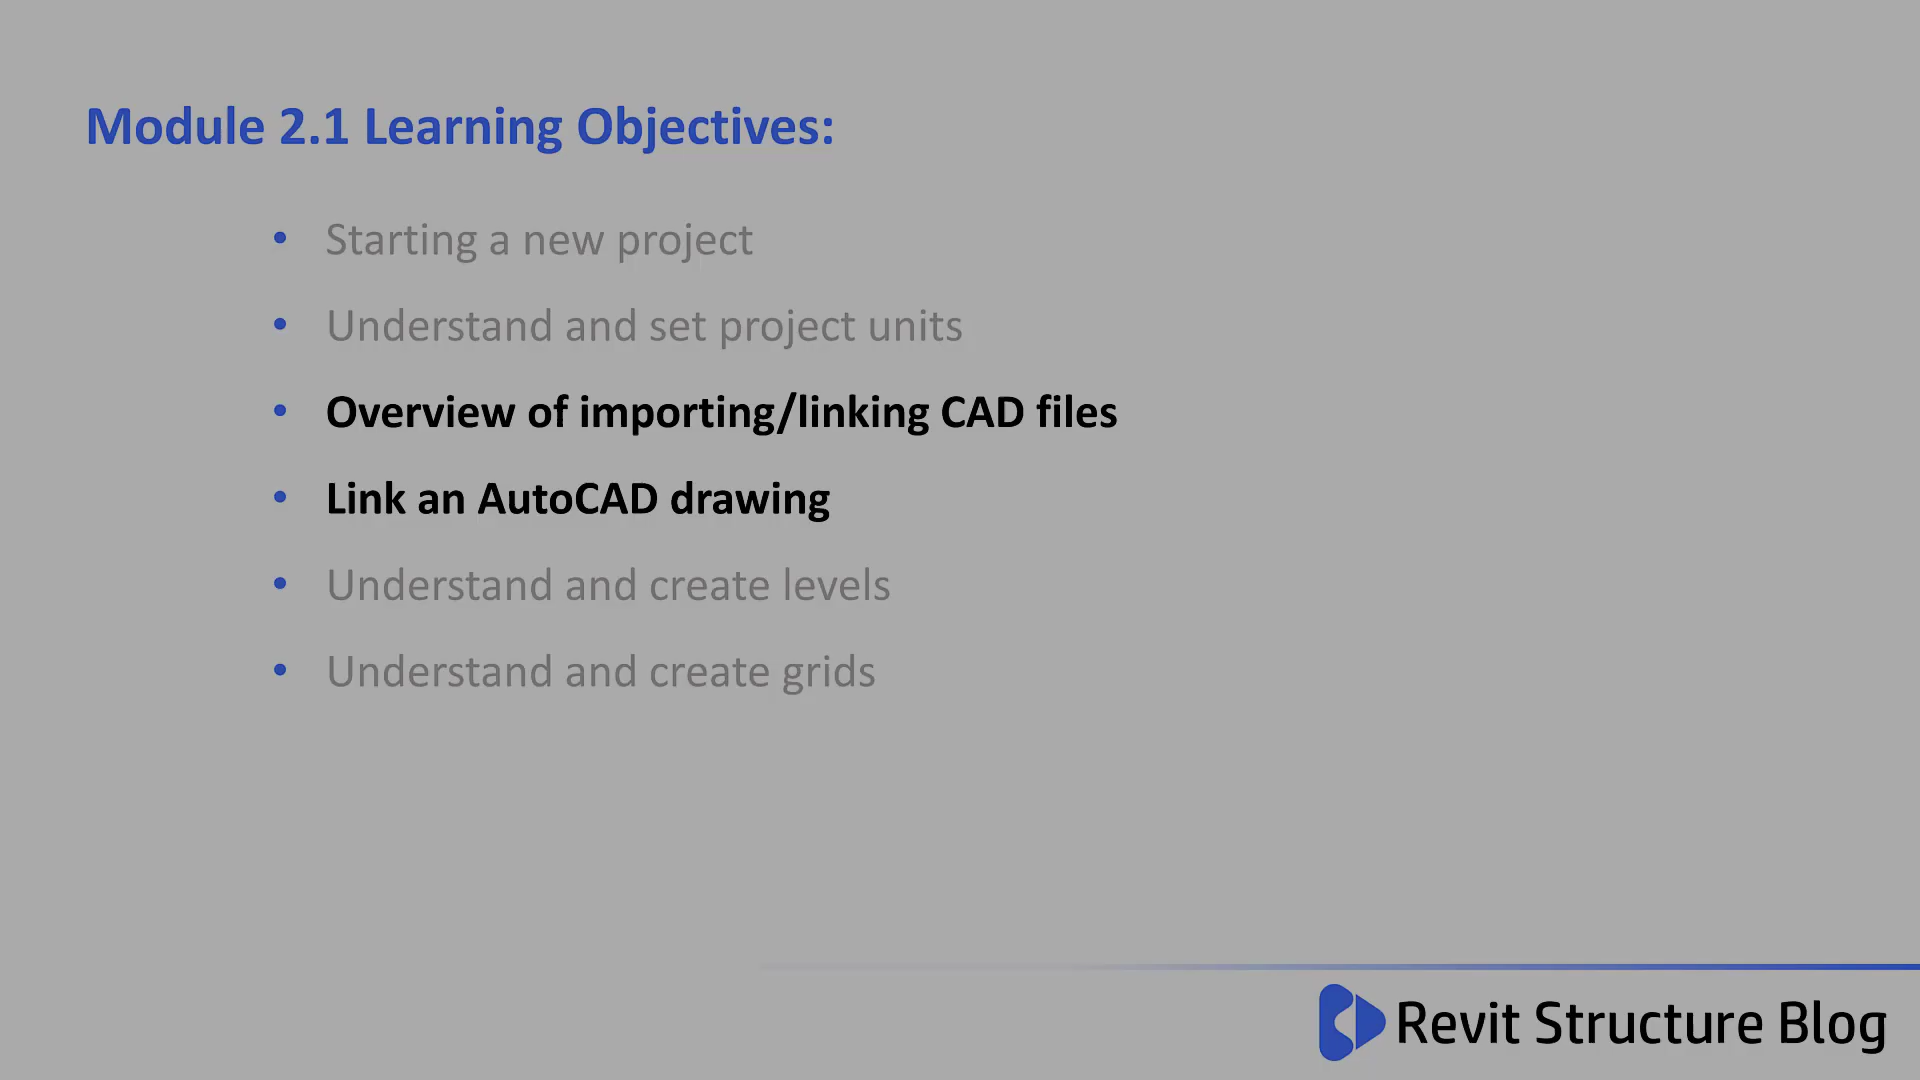 Module 2.1 Learning Objectives:
• Starting a new project
• Understand and set project units
• Overview of importing/linking CAD files
• Link an AutoCAD drawing
• Understand and create levels
• Understand and create grids
Revit Structure Blog